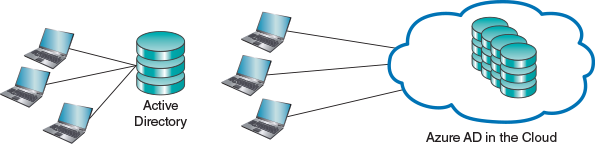 Active
Directory
Azure AD in the Cloud